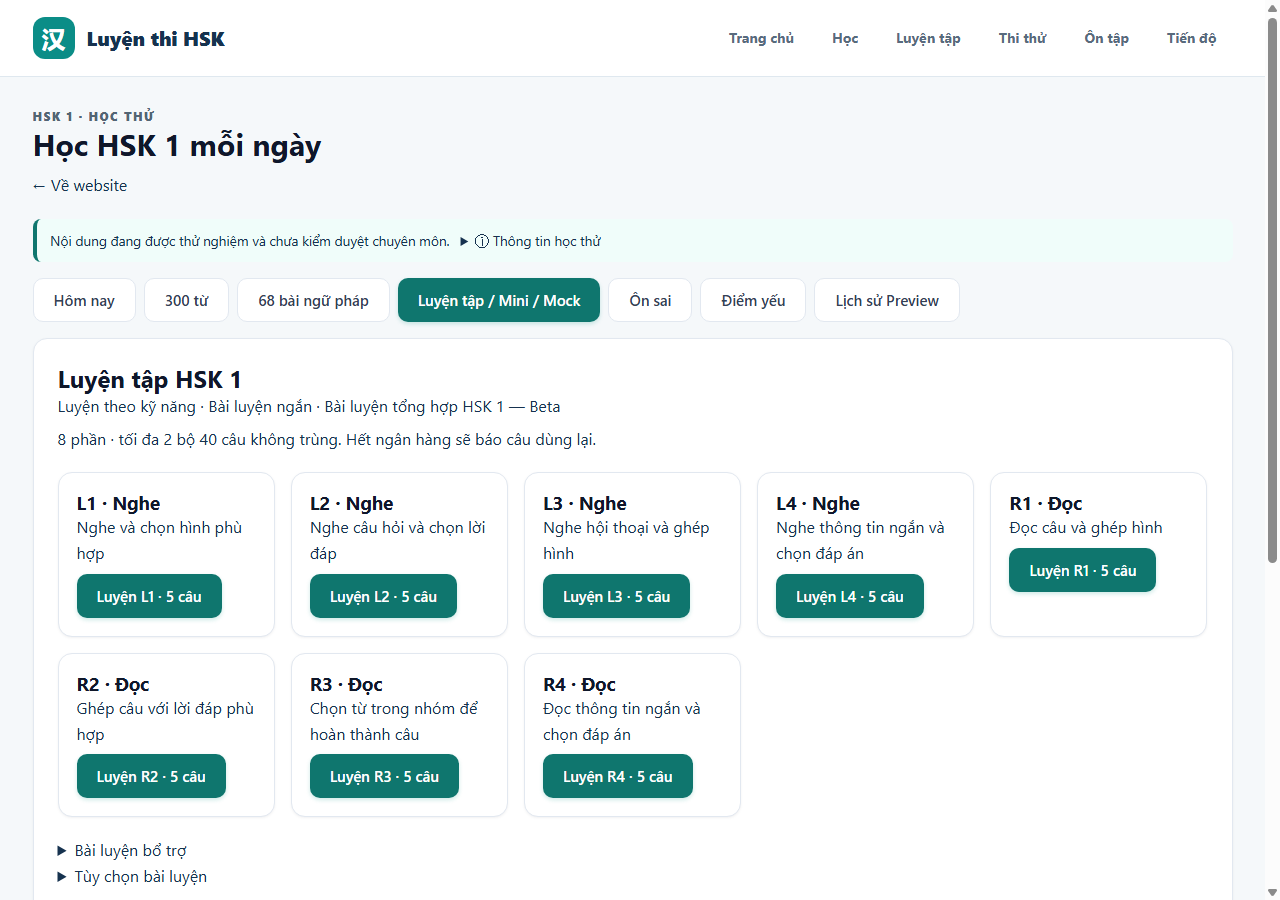 汉 Luyện thi HSK
Trang chủ Học Luyện tập Thi thử Ôn tập Tiến độ
HSK 1 · HỌC THỬ
Học HSK 1 mỗi ngày
← Về website
Nội dung đang được thử nghiệm và chưa kiểm duyệt chuyên môn. ▶ ⓘ Thông tin học thử
Hôm nay
300 từ
68 bài ngữ pháp
Luyện tập / Mini / Mock
Ôn sai
Điểm yếu
Lịch sử Preview
Luyện tập HSK 1
Luyện theo kỹ năng · Bài luyện ngắn · Bài luyện tổng hợp HSK 1 — Beta
8 phần · tối đa 2 bộ 40 câu không trùng. Hết ngân hàng sẽ báo câu dùng lại.
L1 · Nghe
Nghe và chọn hình phù
hợp
Luyện L1 · 5 câu
L2 · Nghe
Nghe câu hỏi và chọn lời
đáp
Luyện L2 · 5 câu
L3 · Nghe
Nghe hội thoại và ghép
hình
Luyện L3 · 5 câu
L4 · Nghe
Nghe thông tin ngắn và
chọn đáp án
Luyện L4 · 5 câu
R1 · Đọc
Đọc câu và ghép hình
Luyện R1 · 5 câu
R2 · Đọc
Ghép câu với lời đáp phù
hợp
Luyện R2 · 5 câu
R3 · Đọc
Chọn từ trong nhóm để
hoàn thành câu
Luyện R3 · 5 câu
R4 · Đọc
Đọc thông tin ngắn và
chọn đáp án
Luyện R4 · 5 câu
▶ Bài luyện bổ trợ
▶ Tùy chọn bài luyện